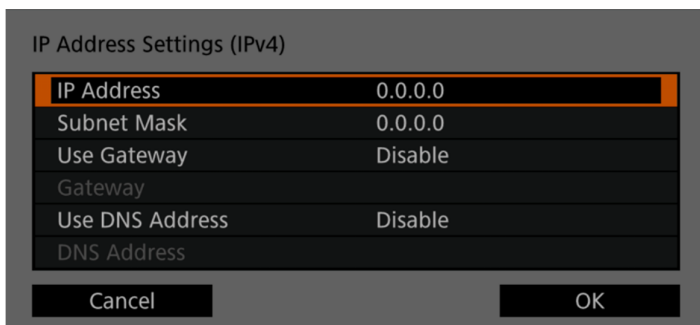 IP Address Settings (IPv4)
IP Address 0.0.0.0
Subnet Mask 0.0.0.0
Use Gateway Disable
Gateway
Use DNS Address Disable
DNS Address
Cancel OK